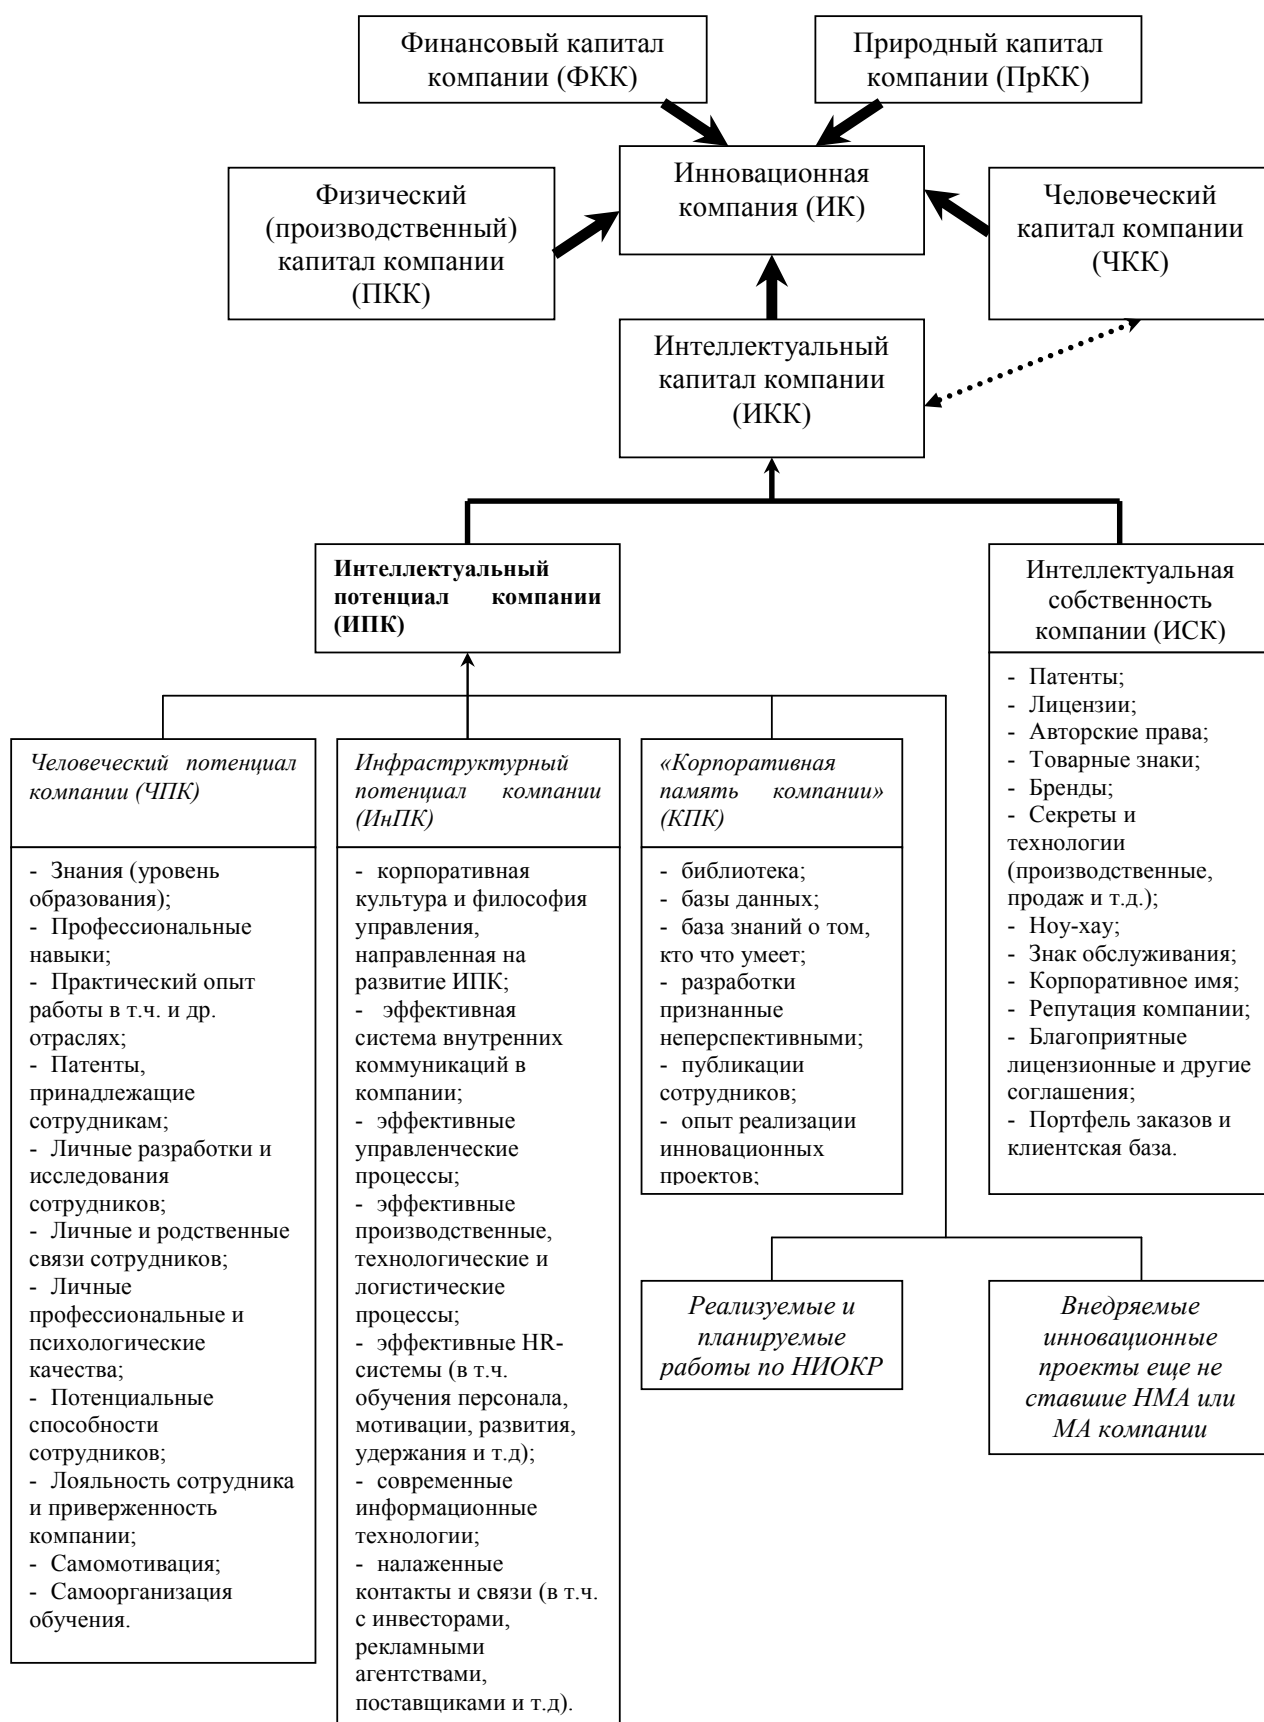 Финансовый капитал
компании (ФКК)
Природный капитал
компании (ПрКК)
Физический
(производственный)
капитал компании
(ПКК)
Инновационная
компания (ИК)
Человеческий
капитал компании
(ЧКК)
Интеллектуальный
капитал компании
(ИКК)
Интеллектуальный
потенциал компании
(ИПК)
Интеллектуальная
собственность
компании (ИСК)
- Патенты;
- Лицензии;
- Авторские права;
- Товарные знаки;
- Бренды;
- Секреты и
технологии
(производственные,
продаж и т.д.);
- Ноу-хау;
- Знак обслуживания;
- Корпоративное имя;
- Репутация компании;
- Благоприятные
лицензионные и другие
соглашения;
- Портфель заказов и
клиентская база.
Человеческий потенциал
компании (ЧПК)
- Знания (уровень
образования);
- Профессиональные
навыки;
- Практический опыт
работы в т.ч. и др.
отраслях;
- Патенты,
принадлежащие
сотрудникам;
- Личные разработки и
исследования
сотрудников;
- Личные и родственные
связи сотрудников;
- Личные
профессиональные и
психологические
качества;
- Потенциальные
способности
сотрудников;
- Лояльность сотрудника
и приверженность
компании;
- Самомотивация;
- Самоорганизация
обучения.
Инфраструктурный
потенциал компании
(ИнПК)
- корпоративная
культура и философия
управления,
направленная на
развитие ИПК;
- эффективная
система внутренних
коммуникаций в
компании;
- эффективные
управленческие
процессы;
- эффективные
производственные,
технологические и
логистические
процессы;
- эффективные HR-
системы (в т.ч.
обучения персонала,
мотивации, развития,
удержания и т.д);
- современные
информационные
технологии;
- налаженные
контакты и связи (в т.ч.
с инвесторами,
рекламными
агентствами,
поставщиками и т.д).
«Корпоративная
память компании»
(КПК)
- библиотека;
- базы данных;
- база знаний о том,
кто что умеет;
- разработки
признанные
неперспективными;
- публикации
сотрудников;
- опыт реализации
инновационных
проектов;
Реализуемые и
планируемые
работы по НИОКР
Внедряемые
инновационные
проекты еще не
ставшие НМА или
МА компании